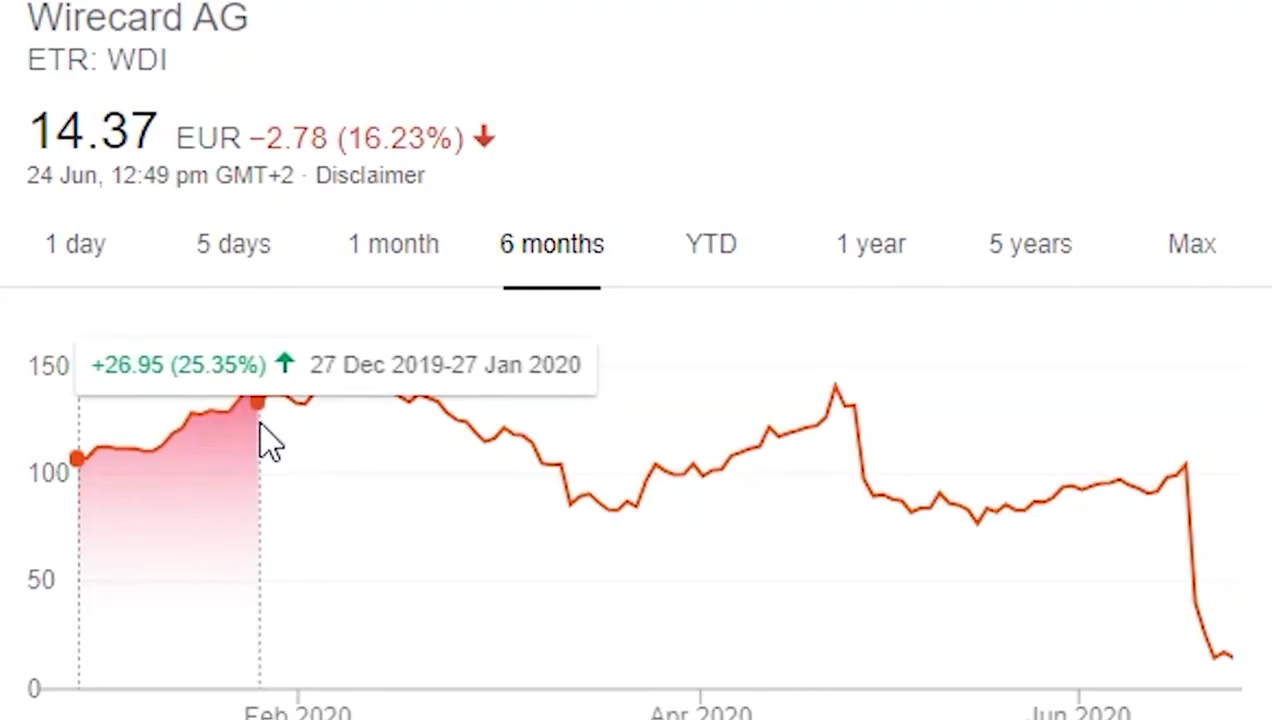 Wirecard AG
ETR: WDI
14.37 EUR −2.78 (16.23%)
24 Jun, 12:49 pm GMT+2 · Disclaimer
1 day 5 days 1 month 6 months YTD 1 year 5 years Max
+26.95 (25.35%) 27 Dec 2019-27 Jan 2020
150
100
50
0
Feb 2020 Apr 2020 Jun 2020